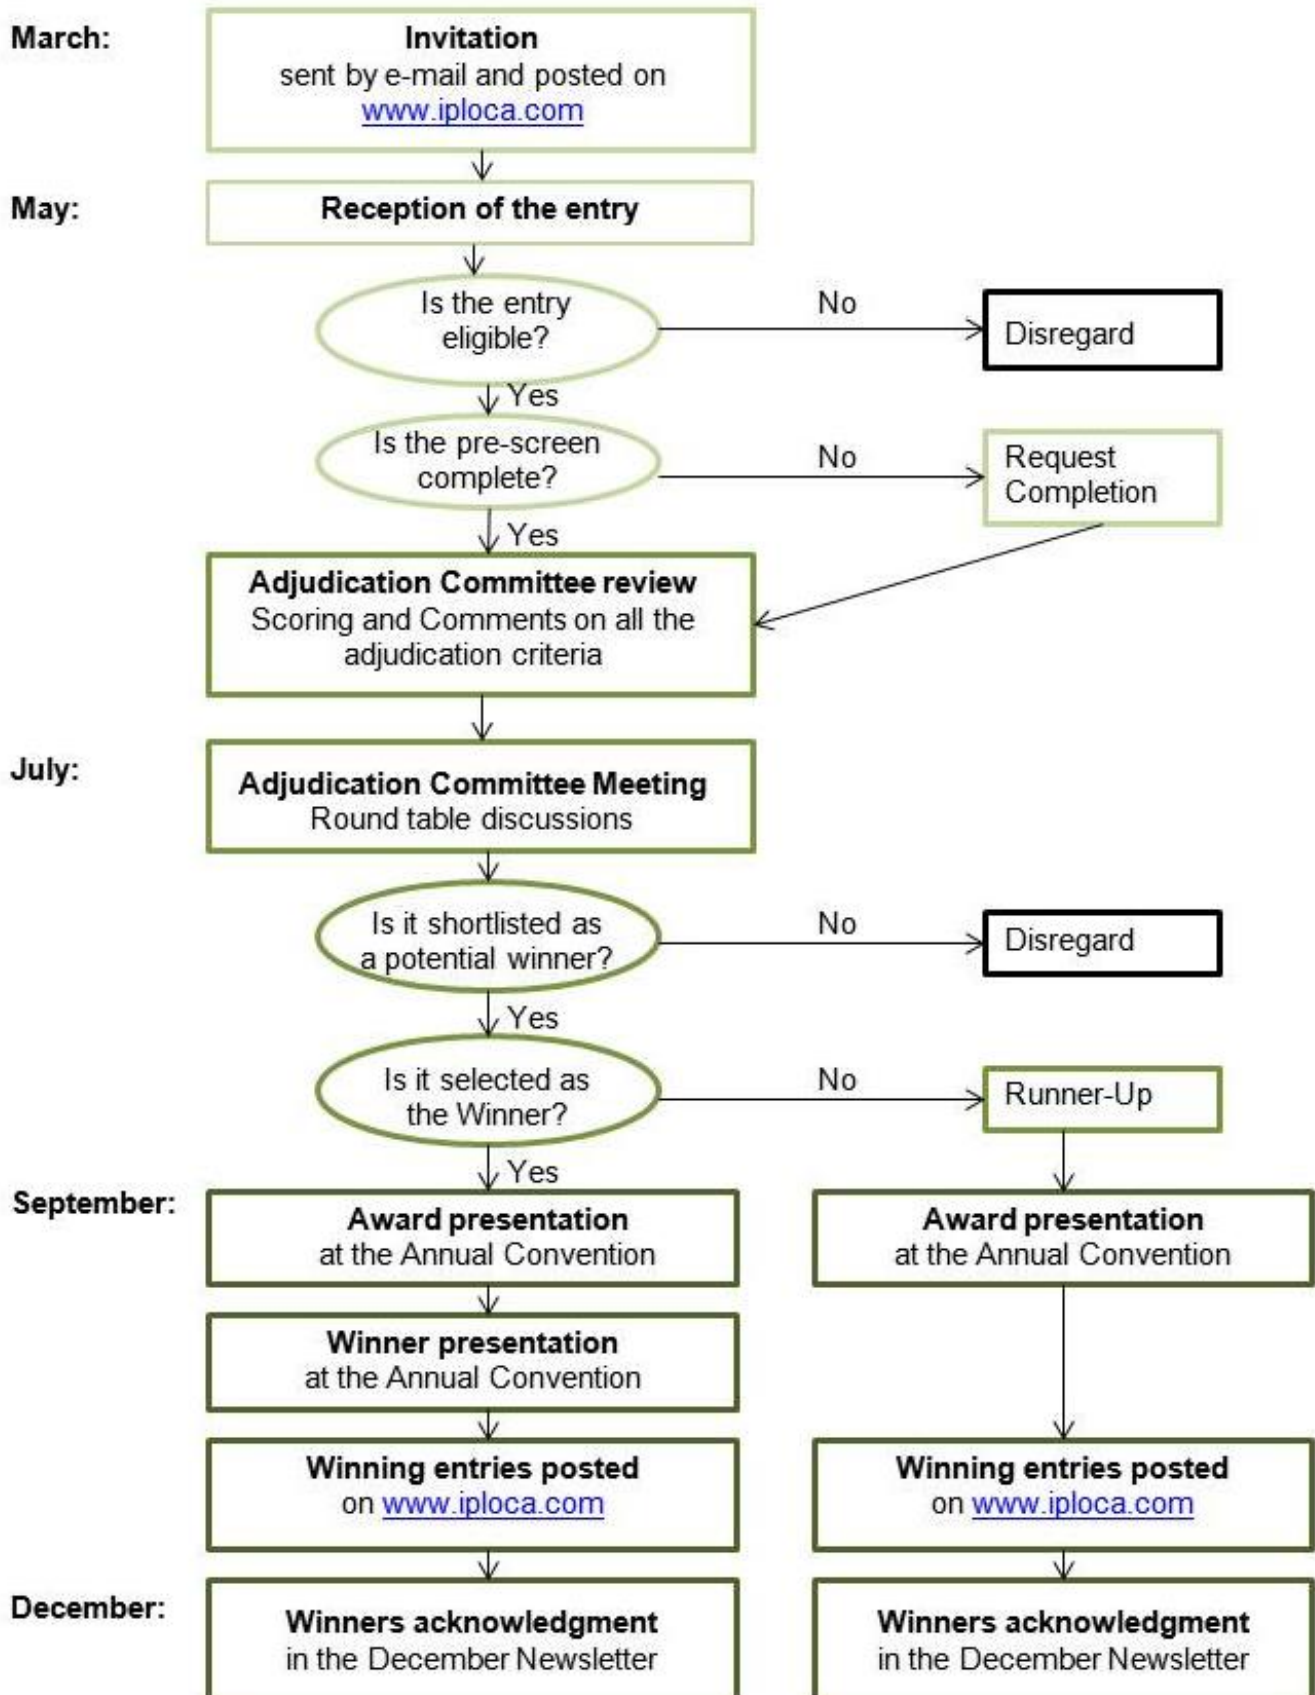 March:
Invitation
sent by e-mail and posted on
www.iploca.com
May:
Reception of the entry
Is the entry
eligible?
No
Disregard
Yes
Is the pre-screen
complete?
No
Request
Completion
Yes
Adjudication Committee review
Scoring and Comments on all the
adjudication criteria
July:
Adjudication Committee Meeting
Round table discussions
Is it shortlisted as
a potential winner?
No
Disregard
Yes
Is it selected as
the Winner?
No
Runner-Up
Yes
September:
Award presentation
at the Annual Convention
Award presentation
at the Annual Convention
Winner presentation
at the Annual Convention
Winning entries posted
on www.iploca.com
Winning entries posted
on www.iploca.com
December:
Winners acknowledgment
in the December Newsletter
Winners acknowledgment
in the December Newsletter